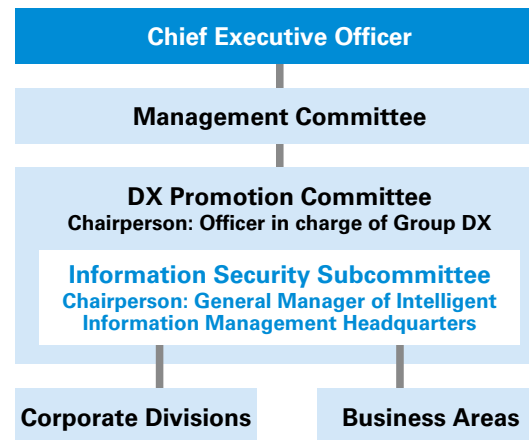 Chief Executive Officer
Management Committee
DX Promotion Committee
Chairperson: Officer in charge of Group DX
Information Security Subcommittee
Chairperson: General Manager of Intelligent
Information Management Headquarters
Corporate Divisions
Business Areas